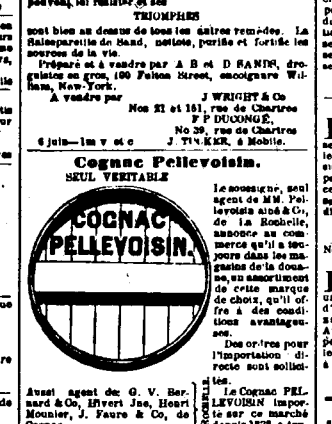 TRIOMPHES
sont bien au dessus de tous les autres remèdes. La
Salsepareille de Sand, nettoie, purifie et fortifie les
sources de la vie.
Préparé et à vendre par A B et D SANDS, dro-
guistes en gros, 100 Fulton Street, encoignure Wil-
liam, New-York.
A vendre par J WRIGHT & Co
Nos 21 et 151, rue de Chartres
F P DUCONGÉ,
No 39, rue de Chartres
6 juin—1m v et c J. TINKER, à Mobile.
Cognac Pellevoisin.
SEUL VERITABLE
COGNAC
PELLEVOISIN.
Le soussigné, seul
agent de MM. Pel-
levoisin ainé & Co,
de La Rochelle,
annonce au com-
merce qu'il a tou-
jours dans les ma-
gasins de la doua-
ne, un assortiment
de cette marque
de choix, qu'il of-
fre à des condi-
tions avantageu-
ses.
Des ordres pour
l'importation di-
recte sont sollici-
tés.
Aussi agent de: G. V. Ber-
nard & Co, Hivert Jne, Henri
Mounier, J. Faure & Co, de
Le Cognac PEL-
LEVOISIN impor-
té sur ce marché